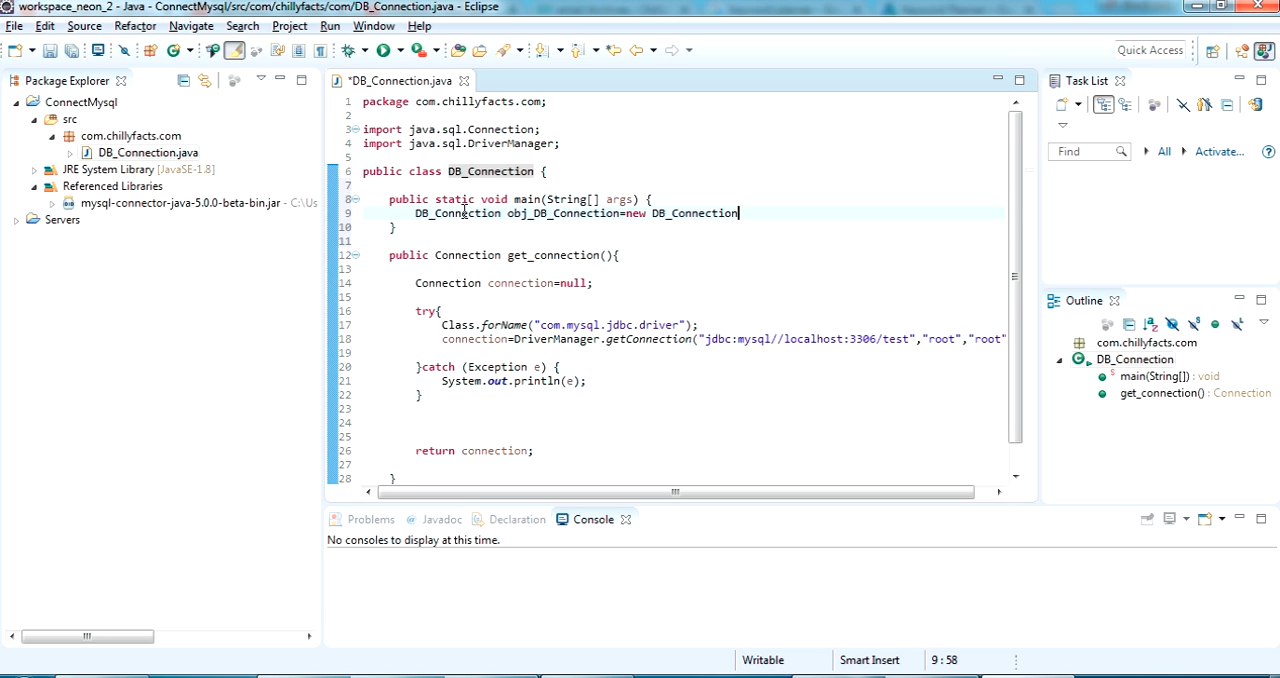 workspace_neon_2 - Java - ConnectMysql/src/com/chillyfacts/com/DB_Connection.java - Eclipse
File Edit Source Refactor Navigate Search Project Run Window Help
Quick Access
Package Explorer
ConnectMysql
src
com.chillyfacts.com
DB_Connection.java
JRE System Library [JavaSE-1.8]
Referenced Libraries
mysql-connector-java-5.0.0-beta-bin.jar - C:\Us
Servers
*DB_Connection.java
1 package com.chillyfacts.com;
2
3 import java.sql.Connection;
4 import java.sql.DriverManager;
5
6 public class DB_Connection {
7
8 public static void main(String[] args) {
9 DB_Connection obj_DB_Connection=new DB_Connection
10 }
11
12 public Connection get_connection(){
13
14 Connection connection=null;
15
16 try{
17 Class.forName("com.mysql.jdbc.driver");
18 connection=DriverManager.getConnection("jdbc:mysql//localhost:3306/test","root","root"
19
20 }catch (Exception e) {
21 System.out.println(e);
22 }
23
24
25
26 return connection;
27
28 }
Task List
Find All Activate...
Outline
com.chillyfacts.com
DB_Connection
main(String[]) : void
get_connection() : Connection
Problems Javadoc Declaration Console
No consoles to display at this time.
Writable Smart Insert 9 : 58